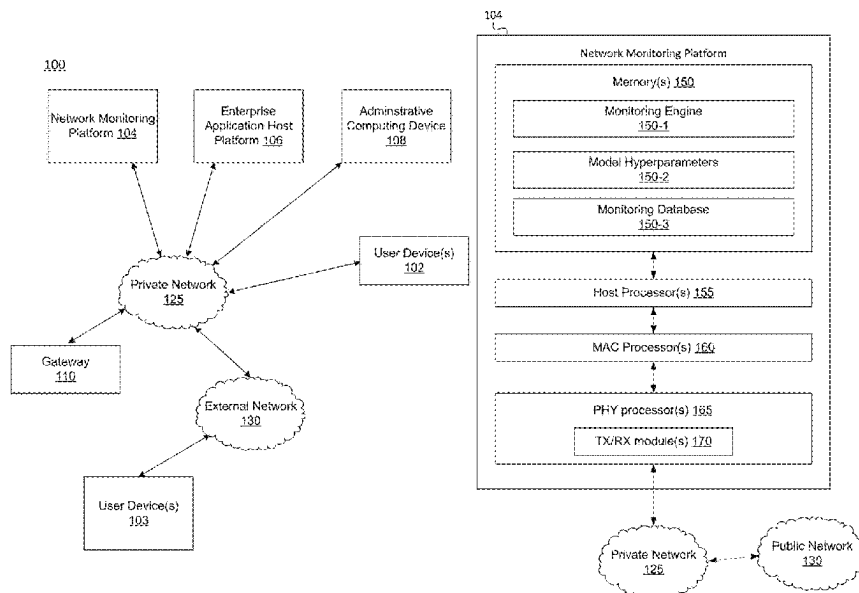 100
Network Monitoring
Platform 104
Enterprise
Application Host
Platform 106
Adminstrative
Computing Device
108
User Device(s)
102
Private Network
125
Gateway
110
External Network
130
User Device(s)
103
104
Network Monitoring Platform
Memory(s) 150
Monitoring Engine
150-1
Model Hyperparameters
150-2
Monitoring Database
150-3
Host Processor(s) 155
MAC Processor(s) 160
PHY processor(s) 165
TX/RX module(s) 170
Private Network
125
Public Network
130